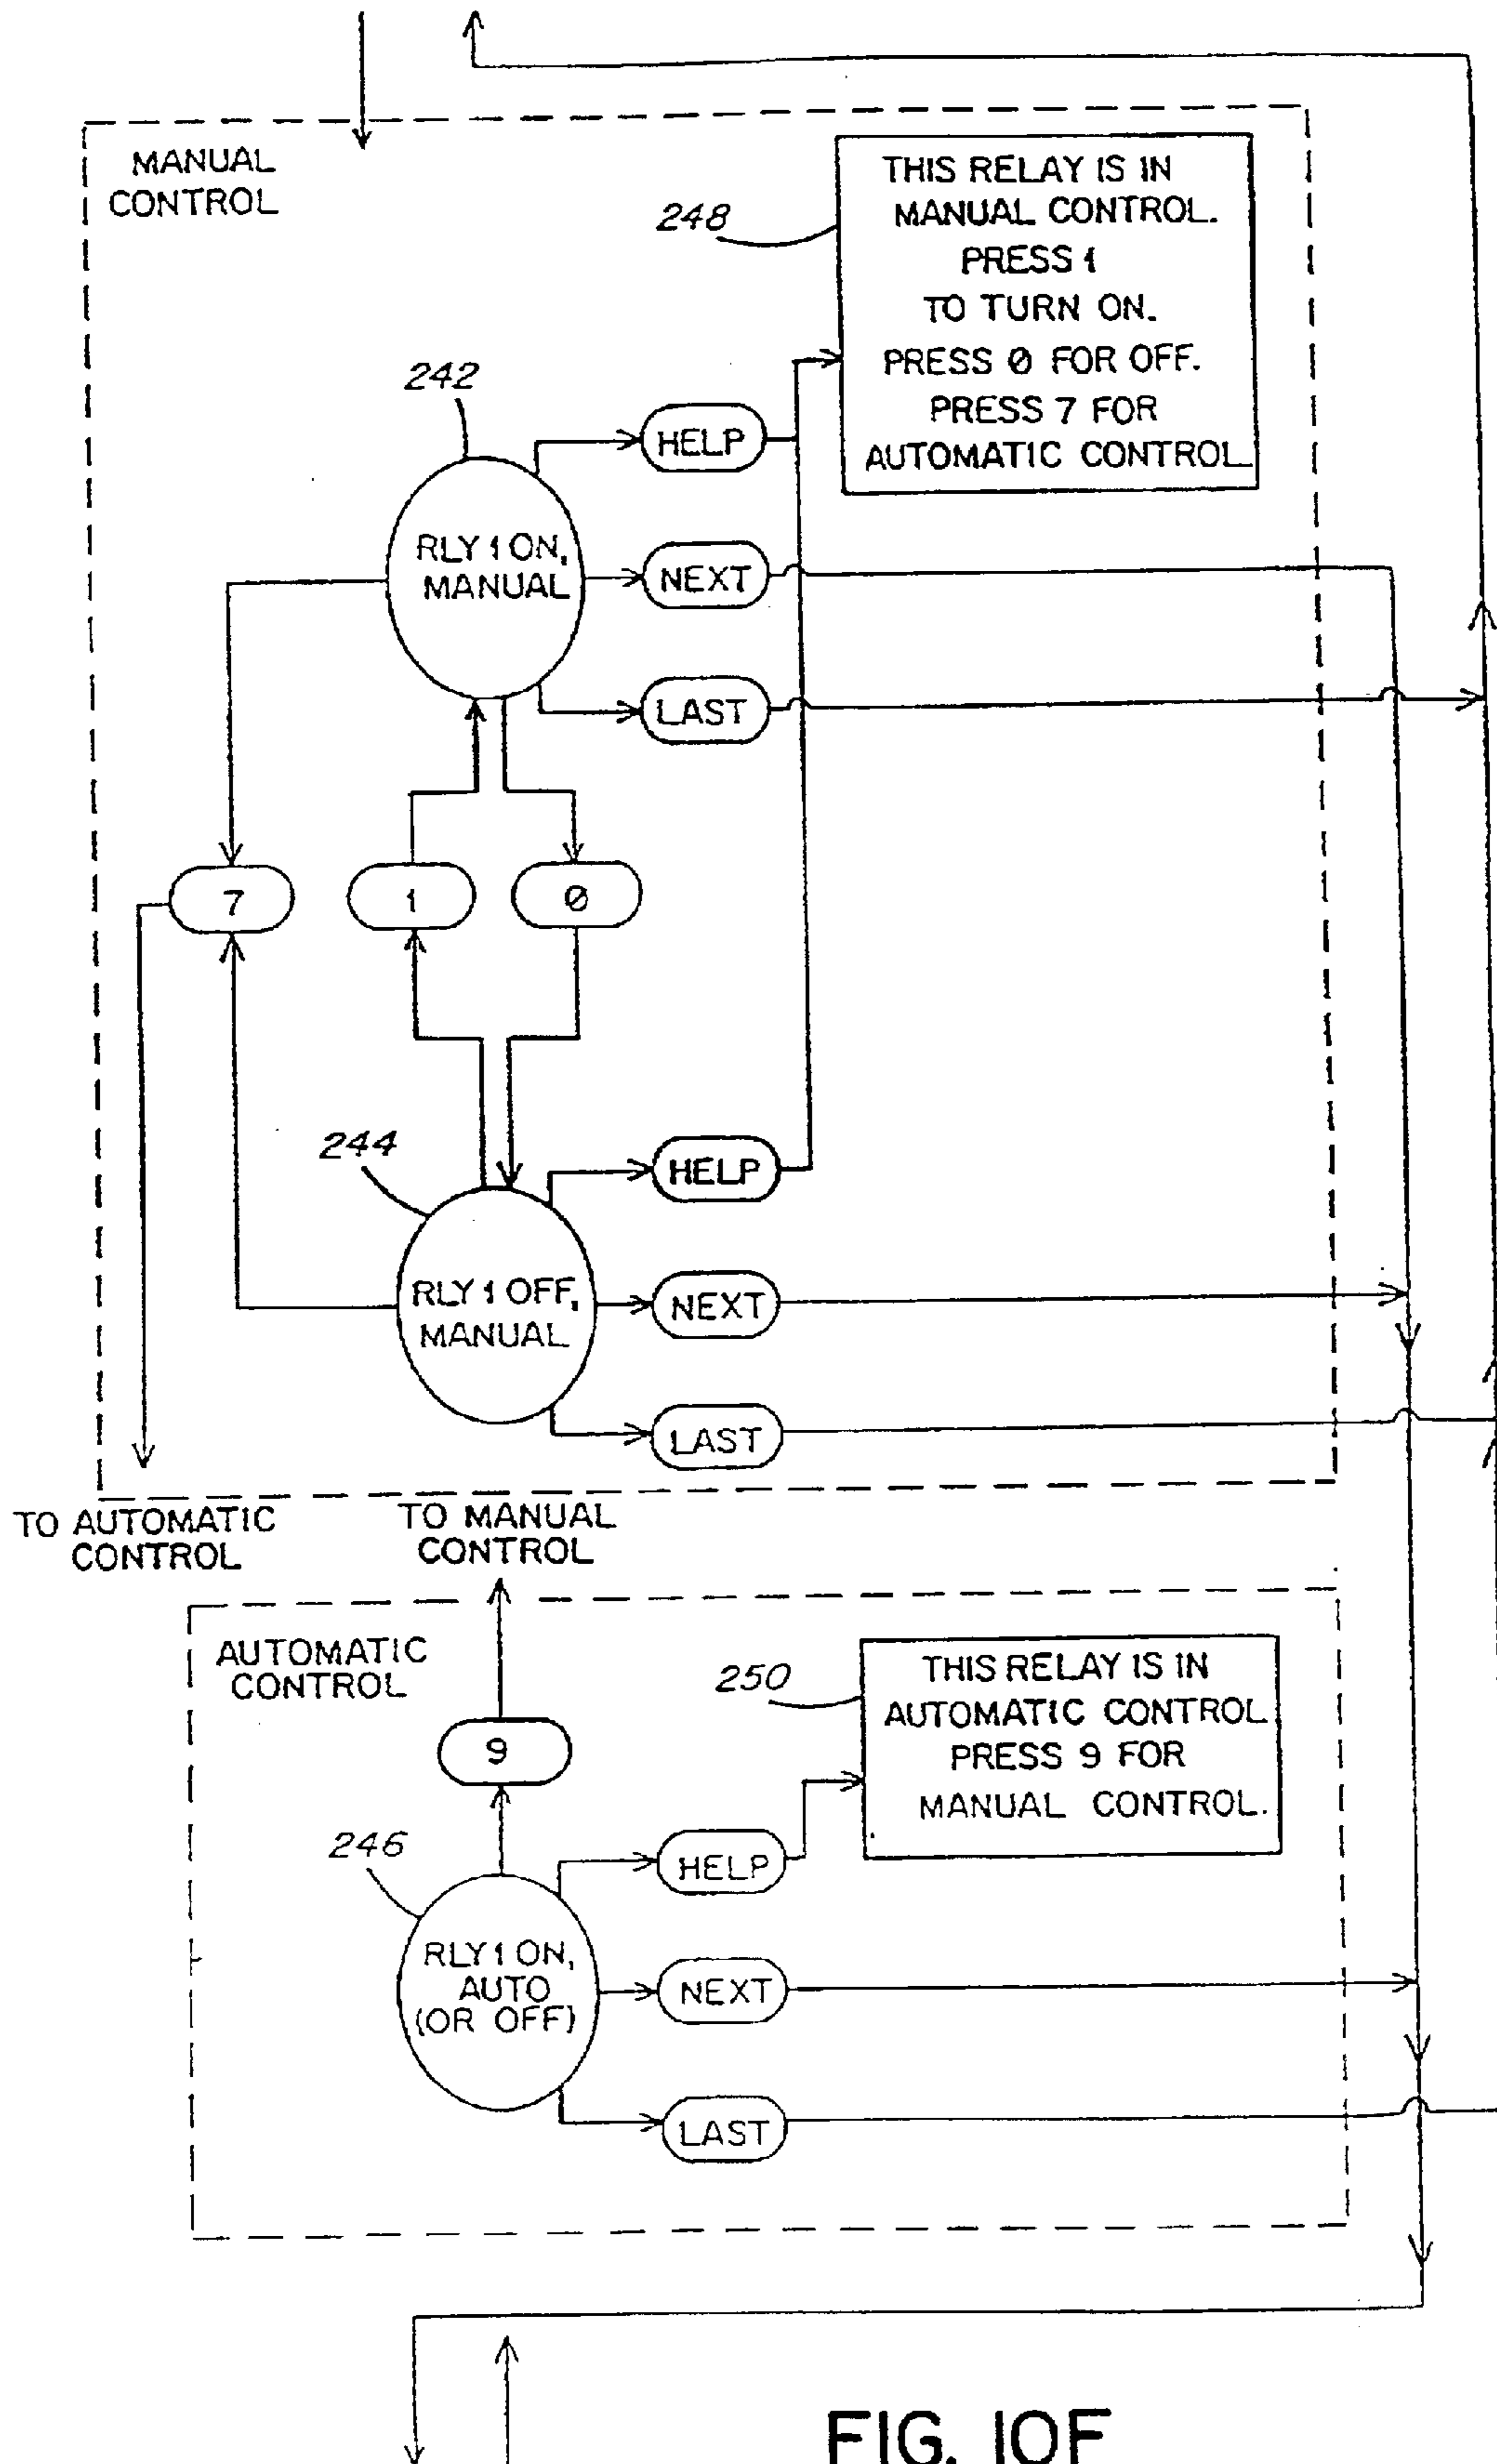 MANUAL
CONTROL
248
THIS RELAY IS IN
MANUAL CONTROL.
PRESS 1
TO TURN ON.
PRESS 0 FOR OFF.
PRESS 7 FOR
AUTOMATIC CONTROL
242
HELP
RLY 1 ON,
MANUAL
NEXT
LAST
7
1
0
244
HELP
RLY 1 OFF,
MANUAL
NEXT
LAST
TO AUTOMATIC
CONTROL
TO MANUAL
CONTROL
AUTOMATIC
CONTROL
9
250
THIS RELAY IS IN
AUTOMATIC CONTROL
PRESS 9 FOR
MANUAL CONTROL.
246
HELP
RLY 1 ON,
AUTO
(OR OFF)
NEXT
LAST
FIG. 10F